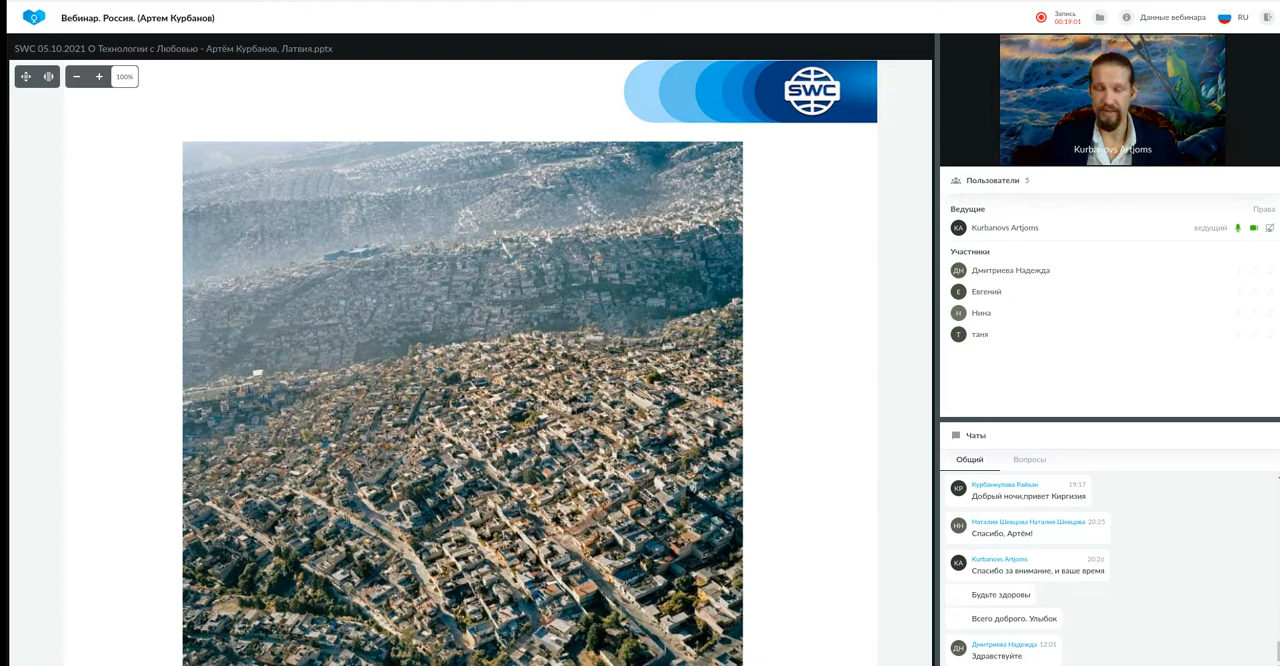 Вебинар. Россия. (Артем Курбанов)
Запись
00:19:01
Данные вебинара
RU
SWC 05.10.2021 О Технологии с Любовью - Артём Курбанов, Латвия.pptx
100%
SWC
Kurbanovs Artjoms
Пользователи 5
Ведущие
Права
KA Kurbanovs Artjoms ведущий
Участники
ДН Дмитриева Надежда
Е Евгений
Н Нина
Т таня
Чаты
Общий Вопросы
КР Курбанкулова Райхан 19:17
Добрый ночи,привет Киргизия
НН Наталия Шевцова Наталия Шевцова 20:25
Спасибо, Артём!
KA Kurbanovs Artjoms 20:26
Спасибо за внимание, и ваше время
Будьте здоровы
Всего доброго. Улыбок
ДН Дмитриева Надежда 12:01
Здравствуйте